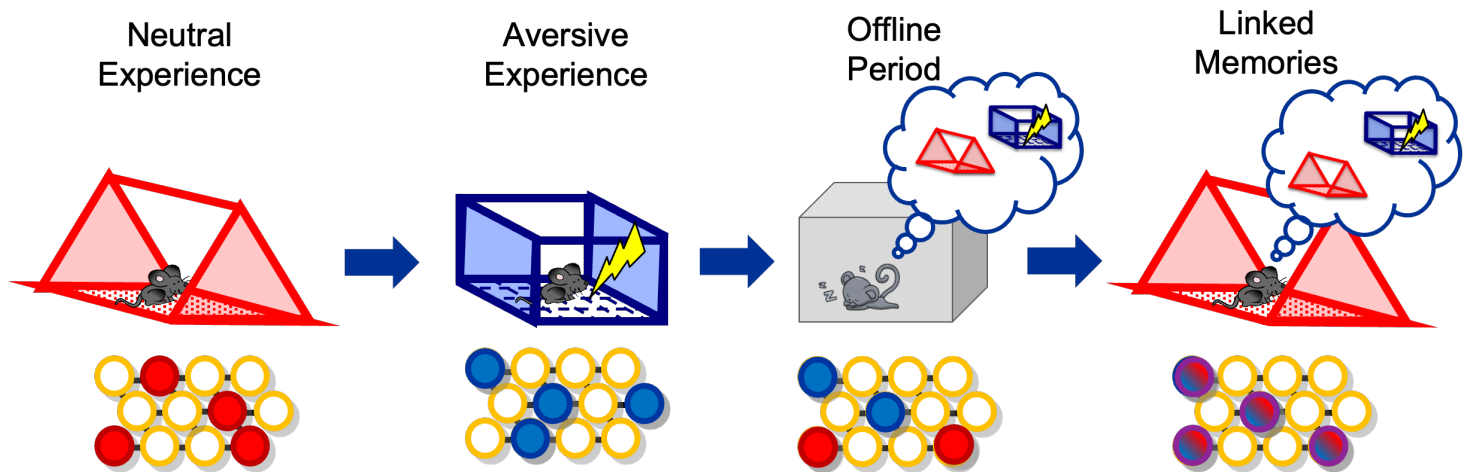 Neutral
Experience
Aversive
Experience
Offline
Period
Linked
Memories
z
z
z
z